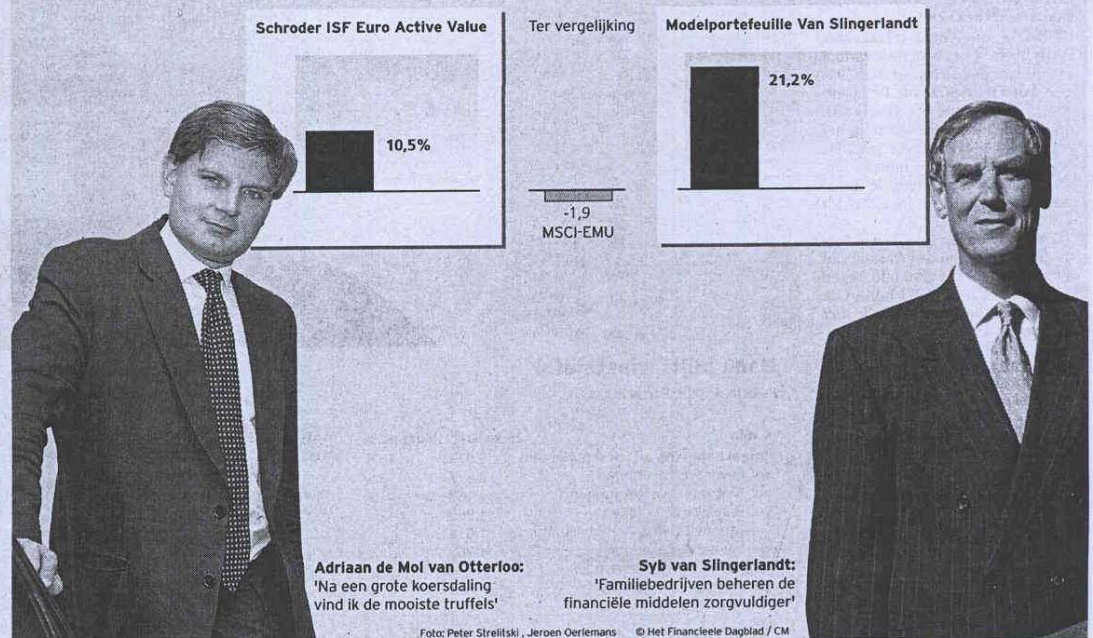 Schroder ISF Euro Active Value
10,5%
Ter vergelijking
-1,9
MSCI-EMU
Modelportefeuille Van Slingerlandt
21,2%
Adriaan de Mol van Otterloo:
'Na een grote koersdaling
vind ik de mooiste truffels'
Syb van Slingerlandt:
'Familiebedrijven beheren de
financiële middelen zorgvuldiger'
Foto: Peter Strelitski , Jeroen Oerlemans © Het Financieele Dagblad / CM